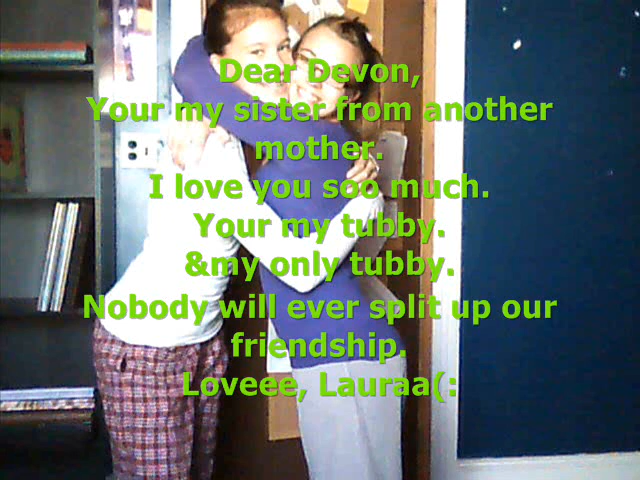 Dear Devon,
Your my sister from another
mother.
I love you soo much.
Your my tubby.
&my only tubby.
Nobody will ever split up our
friendship.
Loveee, Lauraa(: